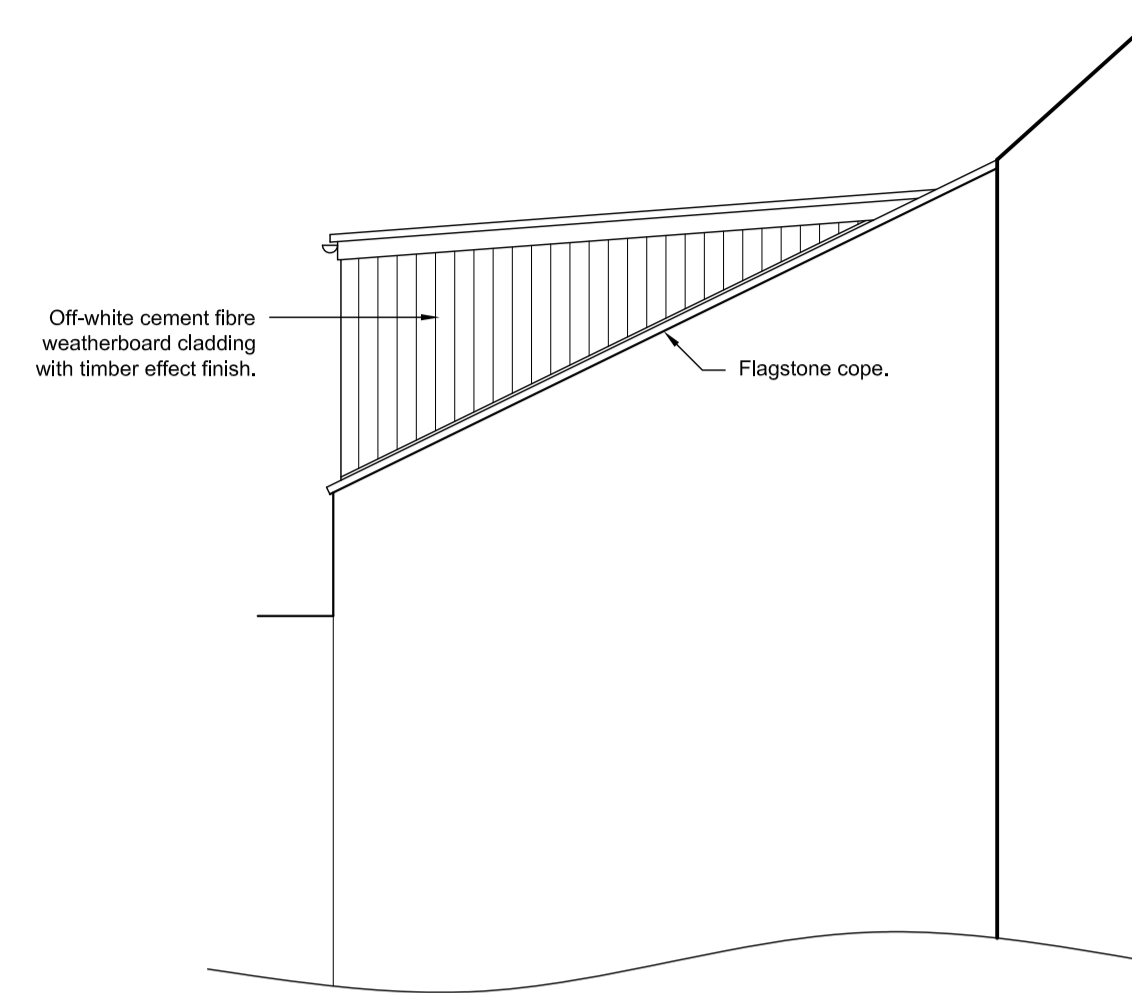 Off-white cement fibre
weatherboard cladding
with timber effect finish.
Flagstone cope.